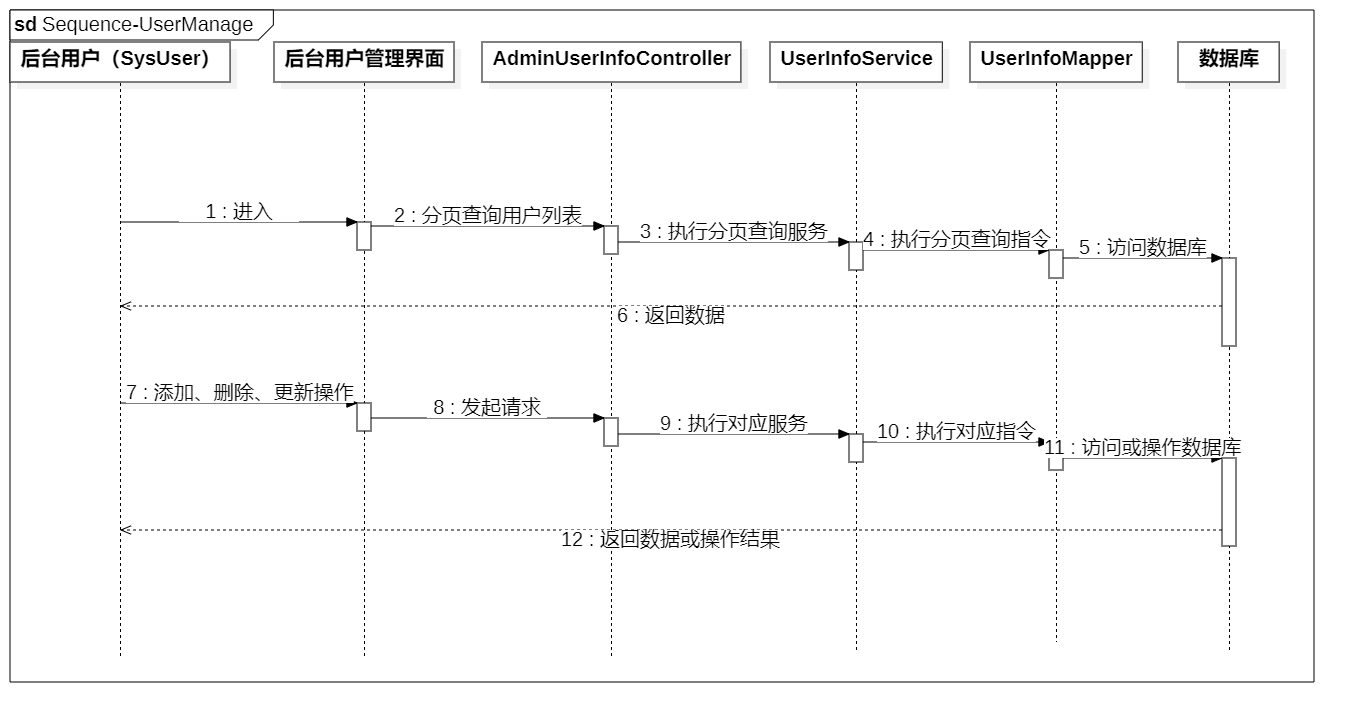 sd Sequence-UserManage
后台用户（SysUser）
后台用户管理界面
AdminUserInfoController
UserInfoService
UserInfoMapper
数据库
1 : 进入
2 : 分页查询用户列表
3 : 执行分页查询服务
4 : 执行分页查询指令
5 : 访问数据库
6 : 返回数据
7 : 添加、删除、更新操作
8 : 发起请求
9 : 执行对应服务
10 : 执行对应指令
11 : 访问或操作数据库
12 : 返回数据或操作结果